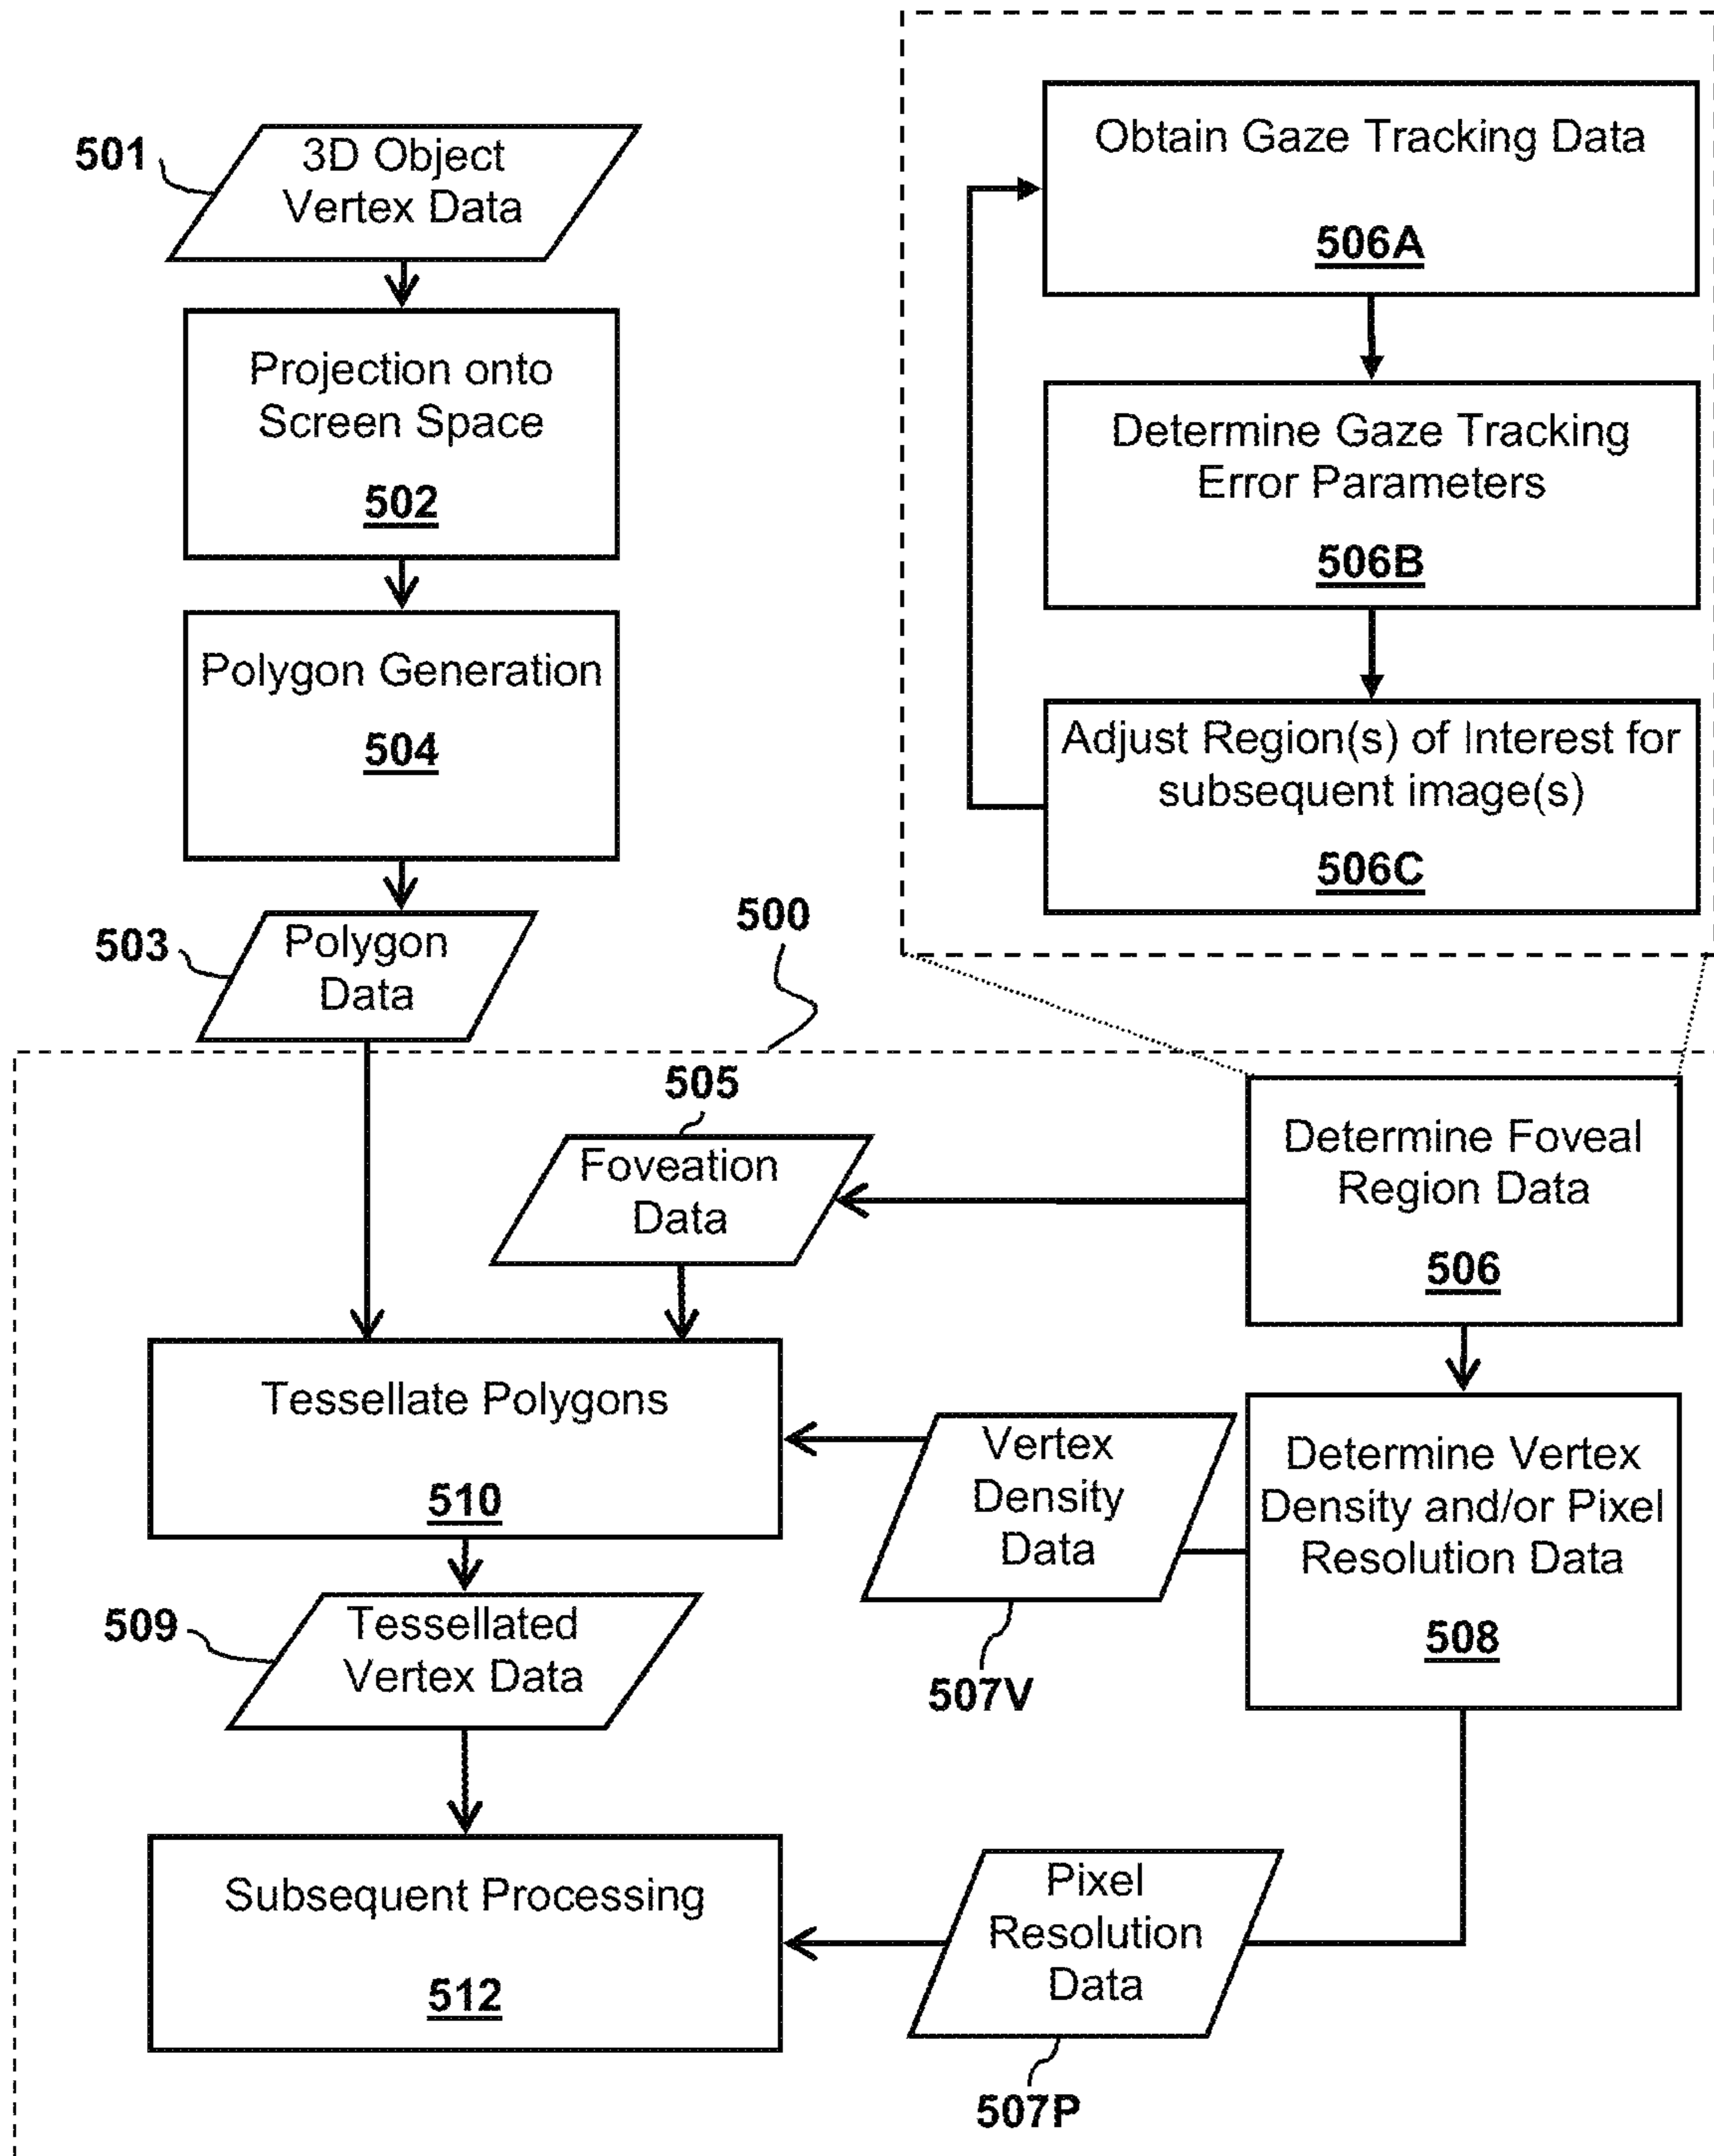 501
3D Object
Vertex Data
Projection onto
Screen Space
502
Polygon Generation
504
503
Polygon
Data
Obtain Gaze Tracking Data
506A
Determine Gaze Tracking
Error Parameters
506B
Adjust Region(s) of Interest for
subsequent image(s)
506C
500
505
Foveation
Data
Determine Foveal
Region Data
506
Tessellate Polygons
510
Vertex
Density
Data
507V
Determine Vertex
Density and/or Pixel
Resolution Data
508
509
Tessellated
Vertex Data
Subsequent Processing
512
Pixel
Resolution
Data
507P